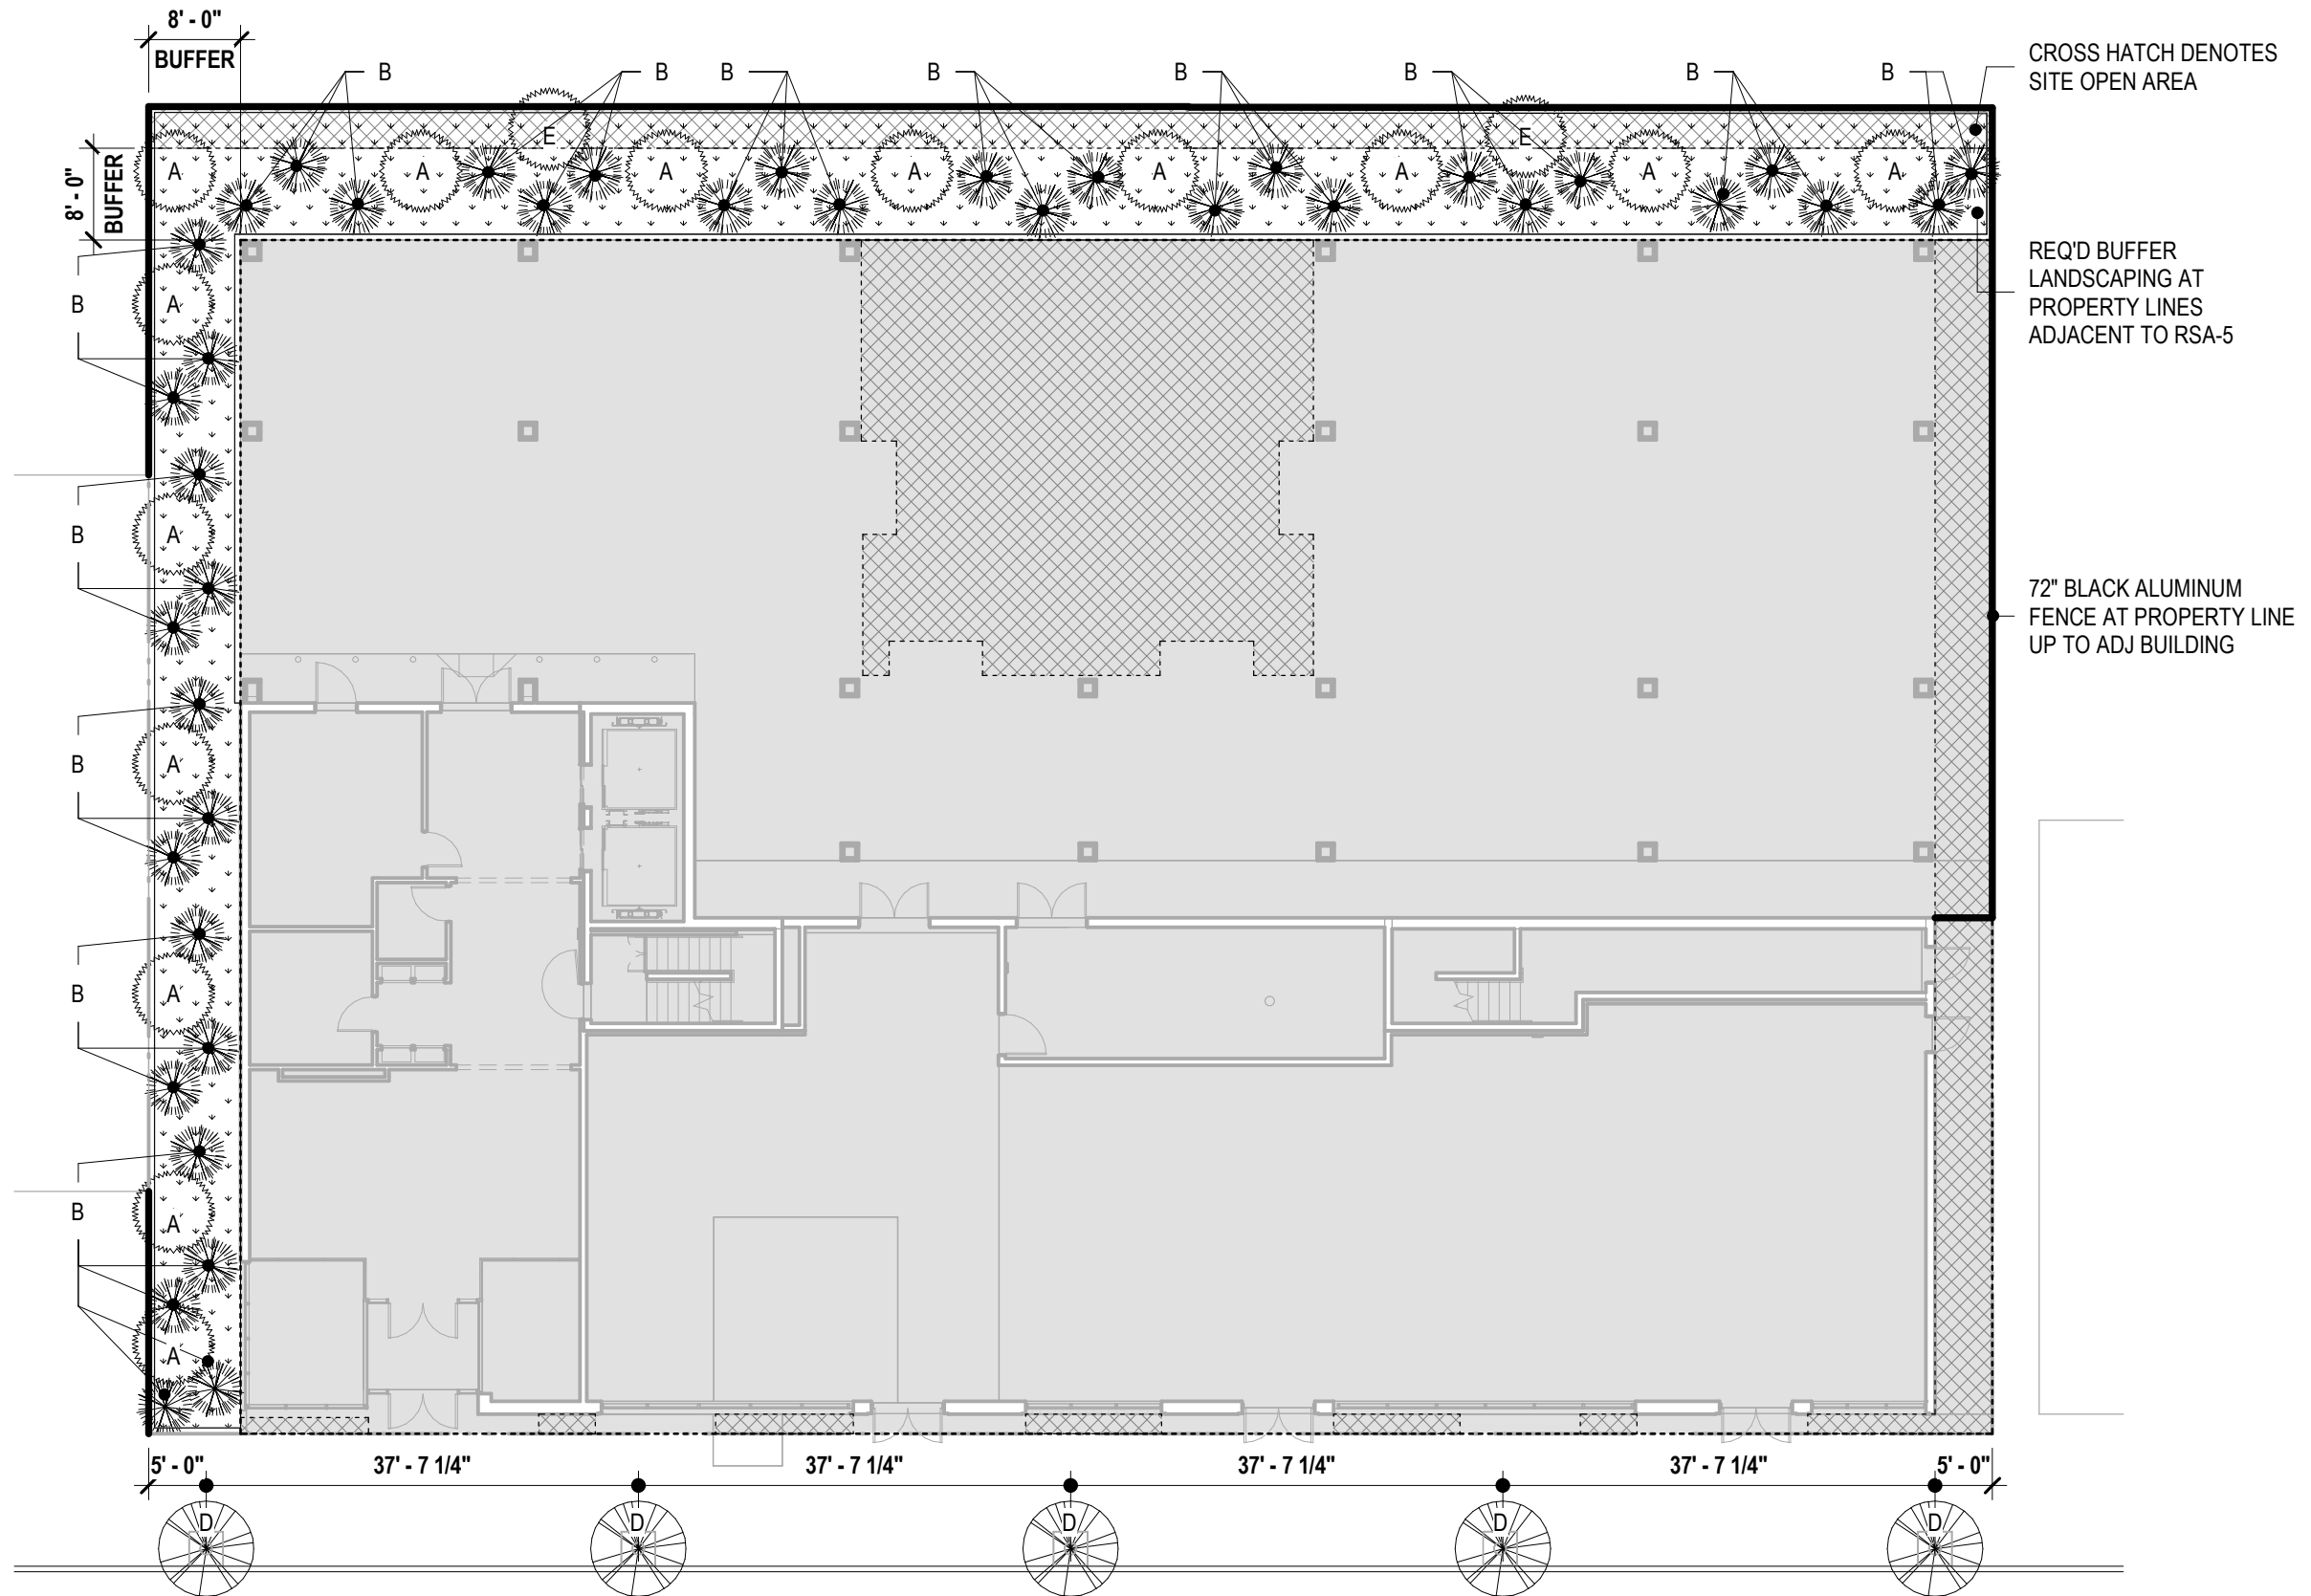 8' - 0"
BUFFER
B B B B B B B B
CROSS HATCH DENOTES
SITE OPEN AREA
8' - 0"
BUFFER
E E
A A A A A A A A
REQ'D BUFFER
LANDSCAPING AT
PROPERTY LINES
ADJACENT TO RSA-5
B A
B A
72" BLACK ALUMINUM
FENCE AT PROPERTY LINE
UP TO ADJ BUILDING
B A
B A
B A
A
5' - 0" 37' - 7 1/4" 37' - 7 1/4" 37' - 7 1/4" 37' - 7 1/4" 5' - 0"
D D D D D